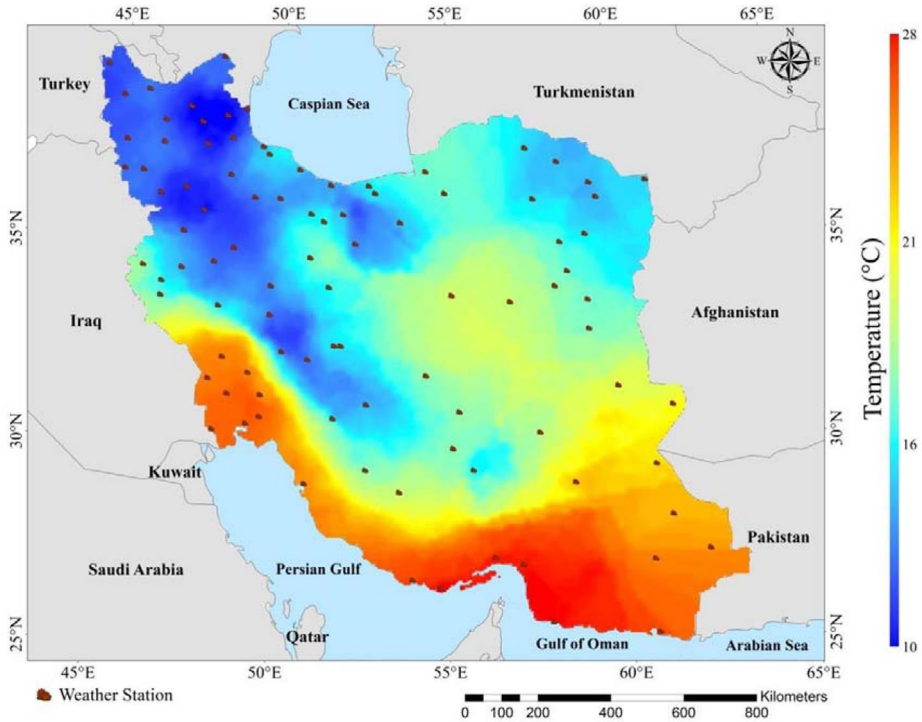 45°E 50°E 55°E 60°E 65°E
28
N
W E
S
Turkey
Caspian Sea
Turkmenistan
35°N 35°N
21
Temperature (°C)
Iraq
Afghanistan
30°N 30°N
16
Kuwait
Pakistan
Saudi Arabia
Persian Gulf
25°N 25°N
Qatar
Gulf of Oman
Arabian Sea
10
45°E 50°E 55°E 60°E 65°E
Weather Station
Kilometers
0 100 200 400 600 800